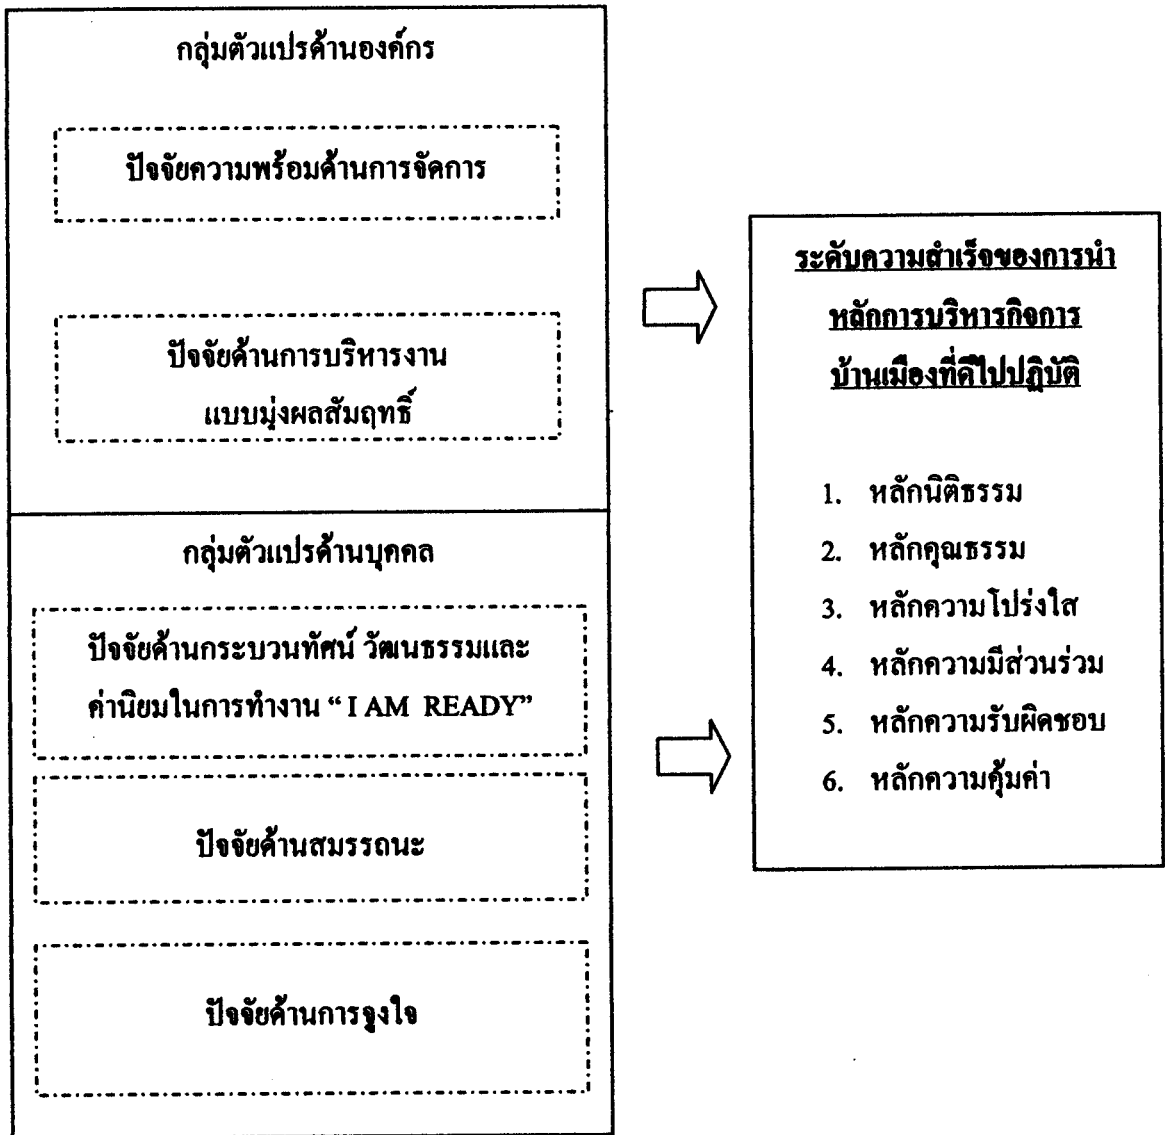 กลุ่มตัวแปรด้านองค์กร
ปัจจัยความพร้อมด้านการจัดการ
ปัจจัยด้านการบริหารงาน
แบบมุ่งผลสัมฤทธิ์
กลุ่มตัวแปรด้านบุคคล
ปัจจัยด้านกระบวนทัศน์ วัฒนธรรมและ
ค่านิยมในการทำงาน “ I AM READY”
ปัจจัยด้านสมรรถนะ
ปัจจัยด้านการจูงใจ
ระดับความสำเร็จของการนำ
หลักการบริหารกิจการ
บ้านเมืองที่ดีไปปฏิบัติ
1. หลักนิติธรรม
2. หลักคุณธรรม
3. หลักความโปร่งใส
4. หลักความมีส่วนร่วม
5. หลักความรับผิดชอบ
6. หลักความคุ้มค่า